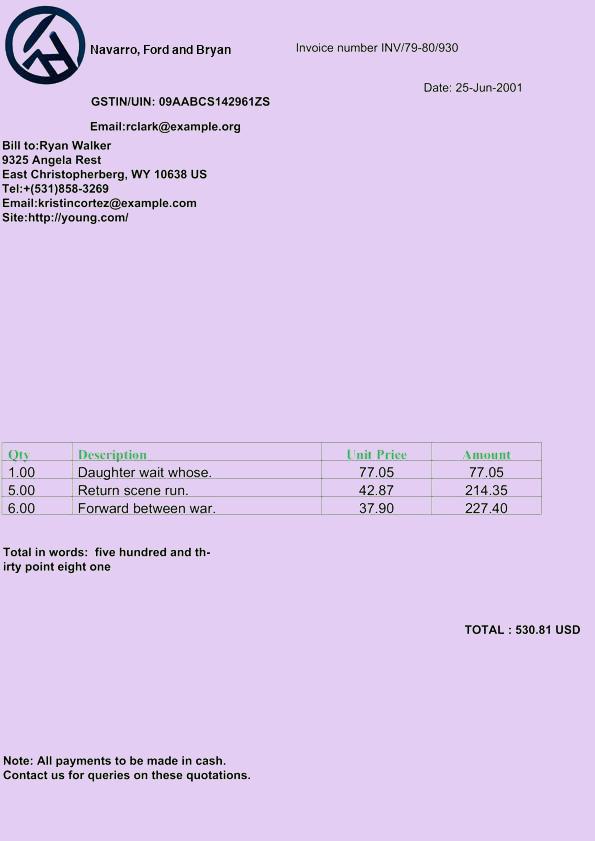 Navarro, Ford and Bryan
Invoice number INV/79-80/930
Date: 25-Jun-2001
GSTIN/UIN: 09AABCS142961ZS
Email:rclark@example.org
Bill to:Ryan Walker
9325 Angela Rest
East Christopherberg, WY 10638 US
Tel:+(531)858-3269
Email:kristincortez@example.com
Site:http://young.com/
Qty Description Unit Price Amount
1.00 Daughter wait whose. 77.05 77.05
5.00 Return scene run. 42.87 214.35
6.00 Forward between war. 37.90 227.40
Total in words:  five hundred and th-
irty point eight one
TOTAL : 530.81 USD
Note: All payments to be made in cash.
Contact us for queries on these quotations.